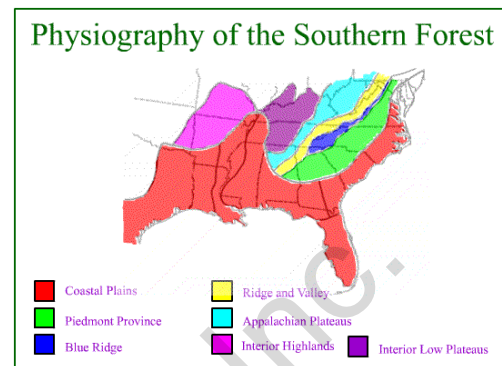 Physiography of the Southern Forest
Coastal Plains
Ridge and Valley
Piedmont Province
Appalachian Plateaus
Blue Ridge
Interior Highlands
Interior Low Plateaus
Inc.